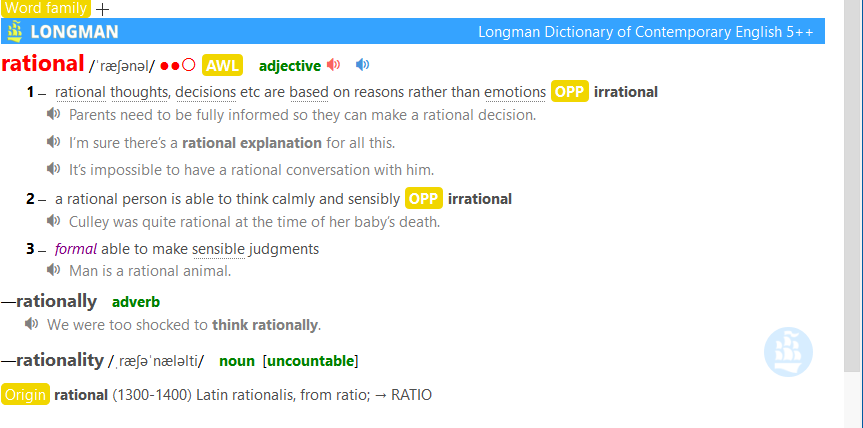 Word family
LONGMAN Longman Dictionary of Contemporary English 5++
rational /ˈræʃənəl/ ●●○ AWL adjective
1 – rational thoughts, decisions etc are based on reasons rather than emotions OPP irrational
Parents need to be fully informed so they can make a rational decision.
I’m sure there’s a rational explanation for all this.
It’s impossible to have a rational conversation with him.
2 – a rational person is able to think calmly and sensibly OPP irrational
Culley was quite rational at the time of her baby’s death.
3 – formal able to make sensible judgments
Man is a rational animal.
—rationally adverb
We were too shocked to think rationally.
—rationality /ˌræʃəˈnæləlti/ noun [uncountable]
Origin rational (1300-1400) Latin rationalis, from ratio; → RATIO